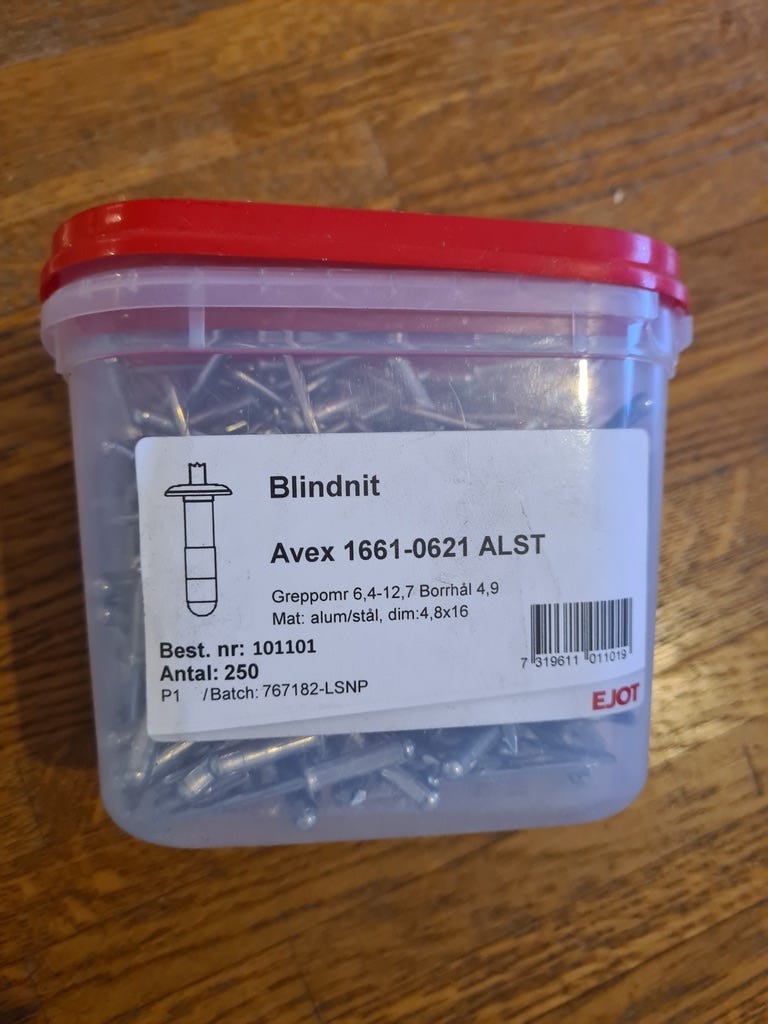 Blindnit
Avex 1661-0621 ALST
Greppomr 6,4-12,7 Borrhål 4,9
Mat: alum/stål, dim:4,8x16
Best. nr: 101101
Antal: 250
P1 /Batch: 767182-LSNP
7 319611 011019
EJOT